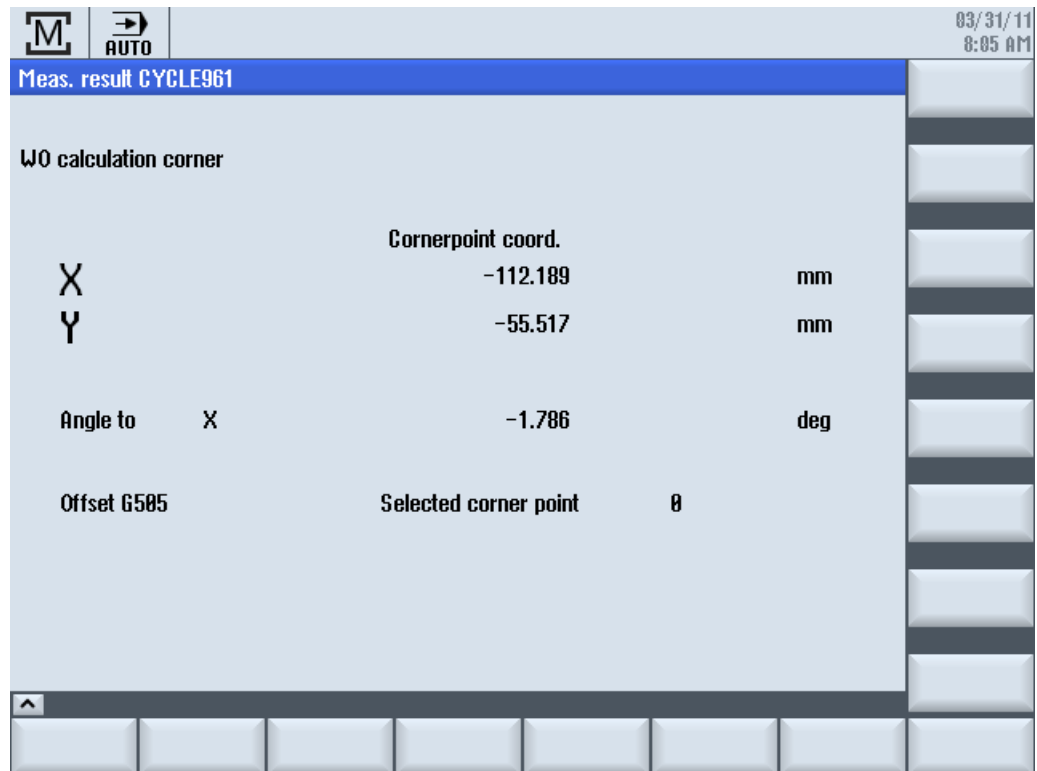 M AUTO 03/31/11
8:05 AM
Meas. result CYCLE961
WO calculation corner
Cornerpoint coord.
X -112.189 mm
Y -55.517 mm
Angle to X -1.786 deg
Offset G505 Selected corner point 0